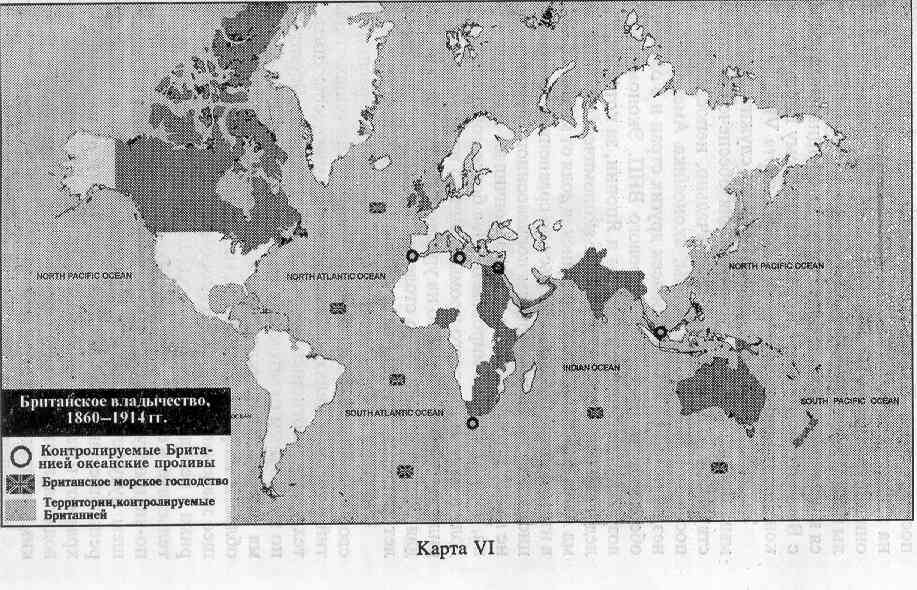 NORTH PACIFIC OCEAN
NORTH ATLANTIC OCEAN
NORTH PACIFIC OCEAN
INDIAN OCEAN
SOUTH ATLANTIC OCEAN
SOUTH PACIFIC OCEAN
OCEAN
Британское владычество,
1860–1914 гг.
Контролируемые Брита-
нией океанские проливы
Британское морское господство
Территории,контролируемые
Британией
Карта VI